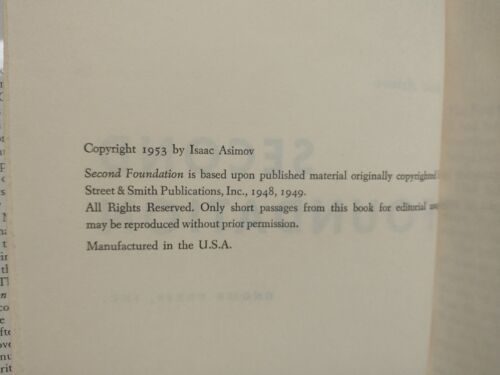 Copyright 1953 by Isaac Asimov
Second Foundation is based upon published material originally copyrighted
Street & Smith Publications, Inc., 1948, 1949.
All Rights Reserved. Only short passages from this book for editorial
may be reproduced without prior permission.
Manufactured in the U.S.A.